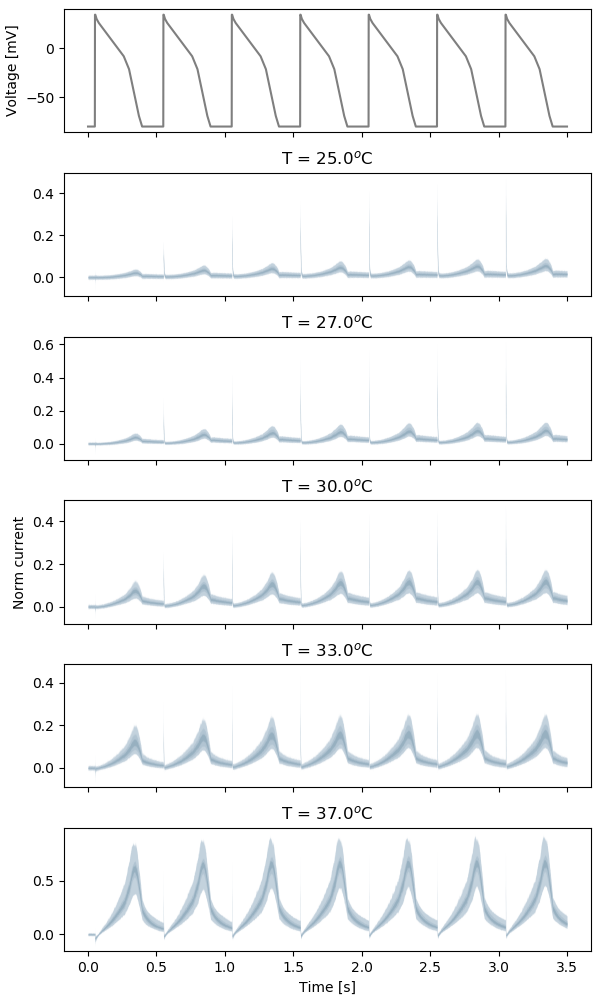 Voltage [mV]
0
−50
T = 25.0°C
0.4
0.2
0.0
T = 27.0°C
0.6
0.4
0.2
0.0
T = 30.0°C
Norm current
0.4
0.2
0.0
T = 33.0°C
0.4
0.2
0.0
T = 37.0°C
0.5
0.0
0.0 0.5 1.0 1.5 2.0 2.5 3.0 3.5
Time [s]